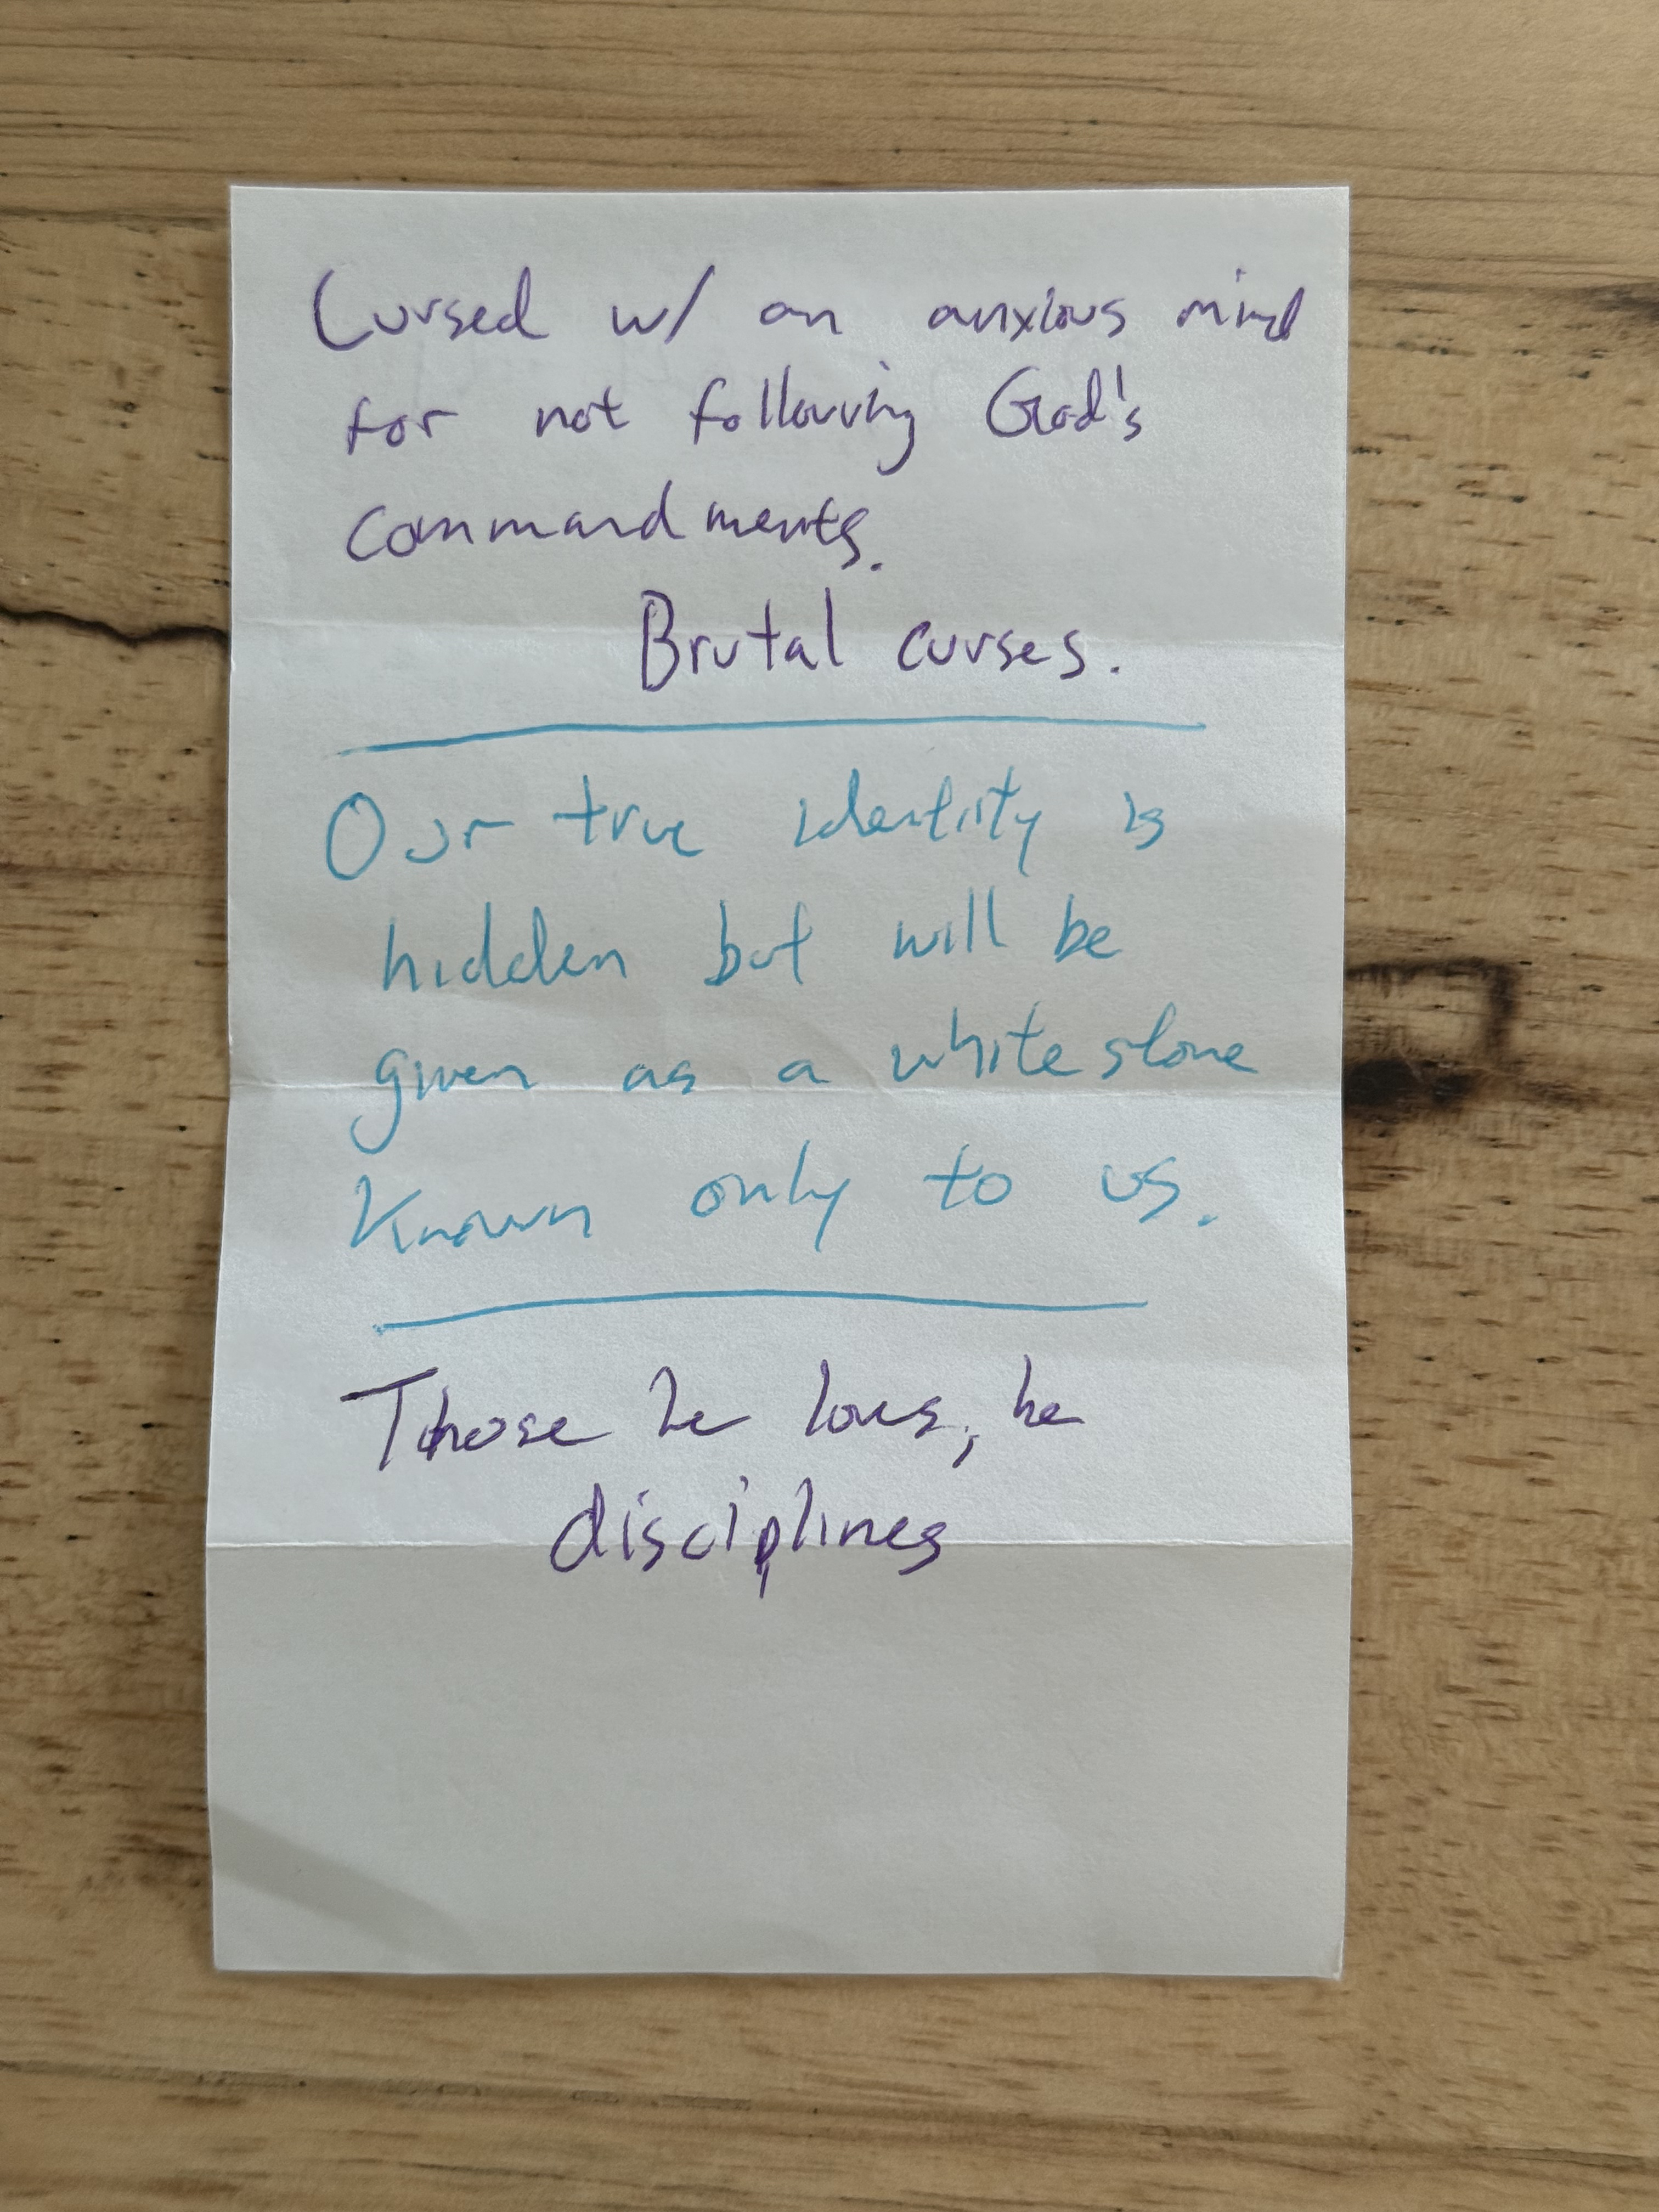 Cursed w/ an anxious mind
for not following God's
commandments.
Brutal curses.
Our true identity is
hidden but will be
given as a white stone
Known only to us.
Those he loves, he
disciplines